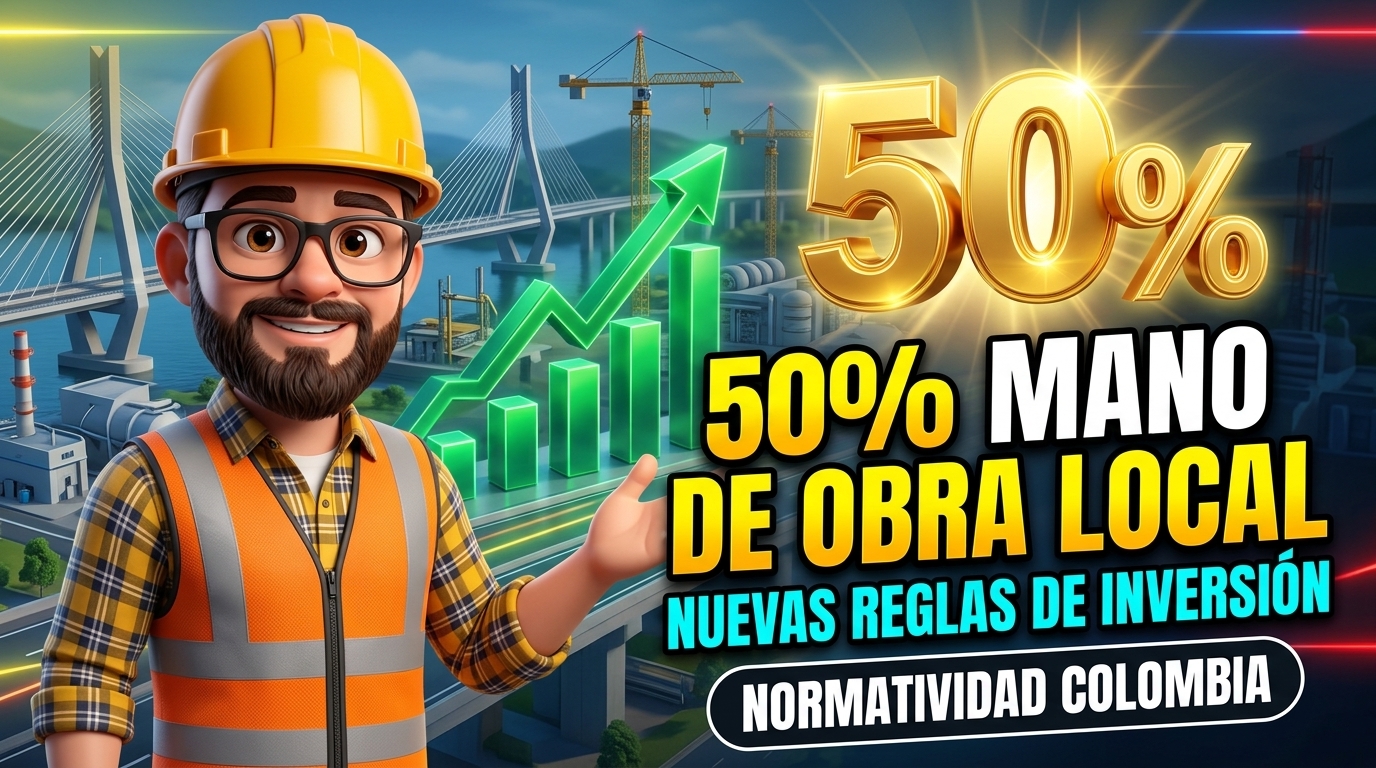 50%
50% MANO
DE OBRA LOCAL
NUEVAS REGLAS DE INVERSIÓN
NORMATIVIDAD COLOMBIA